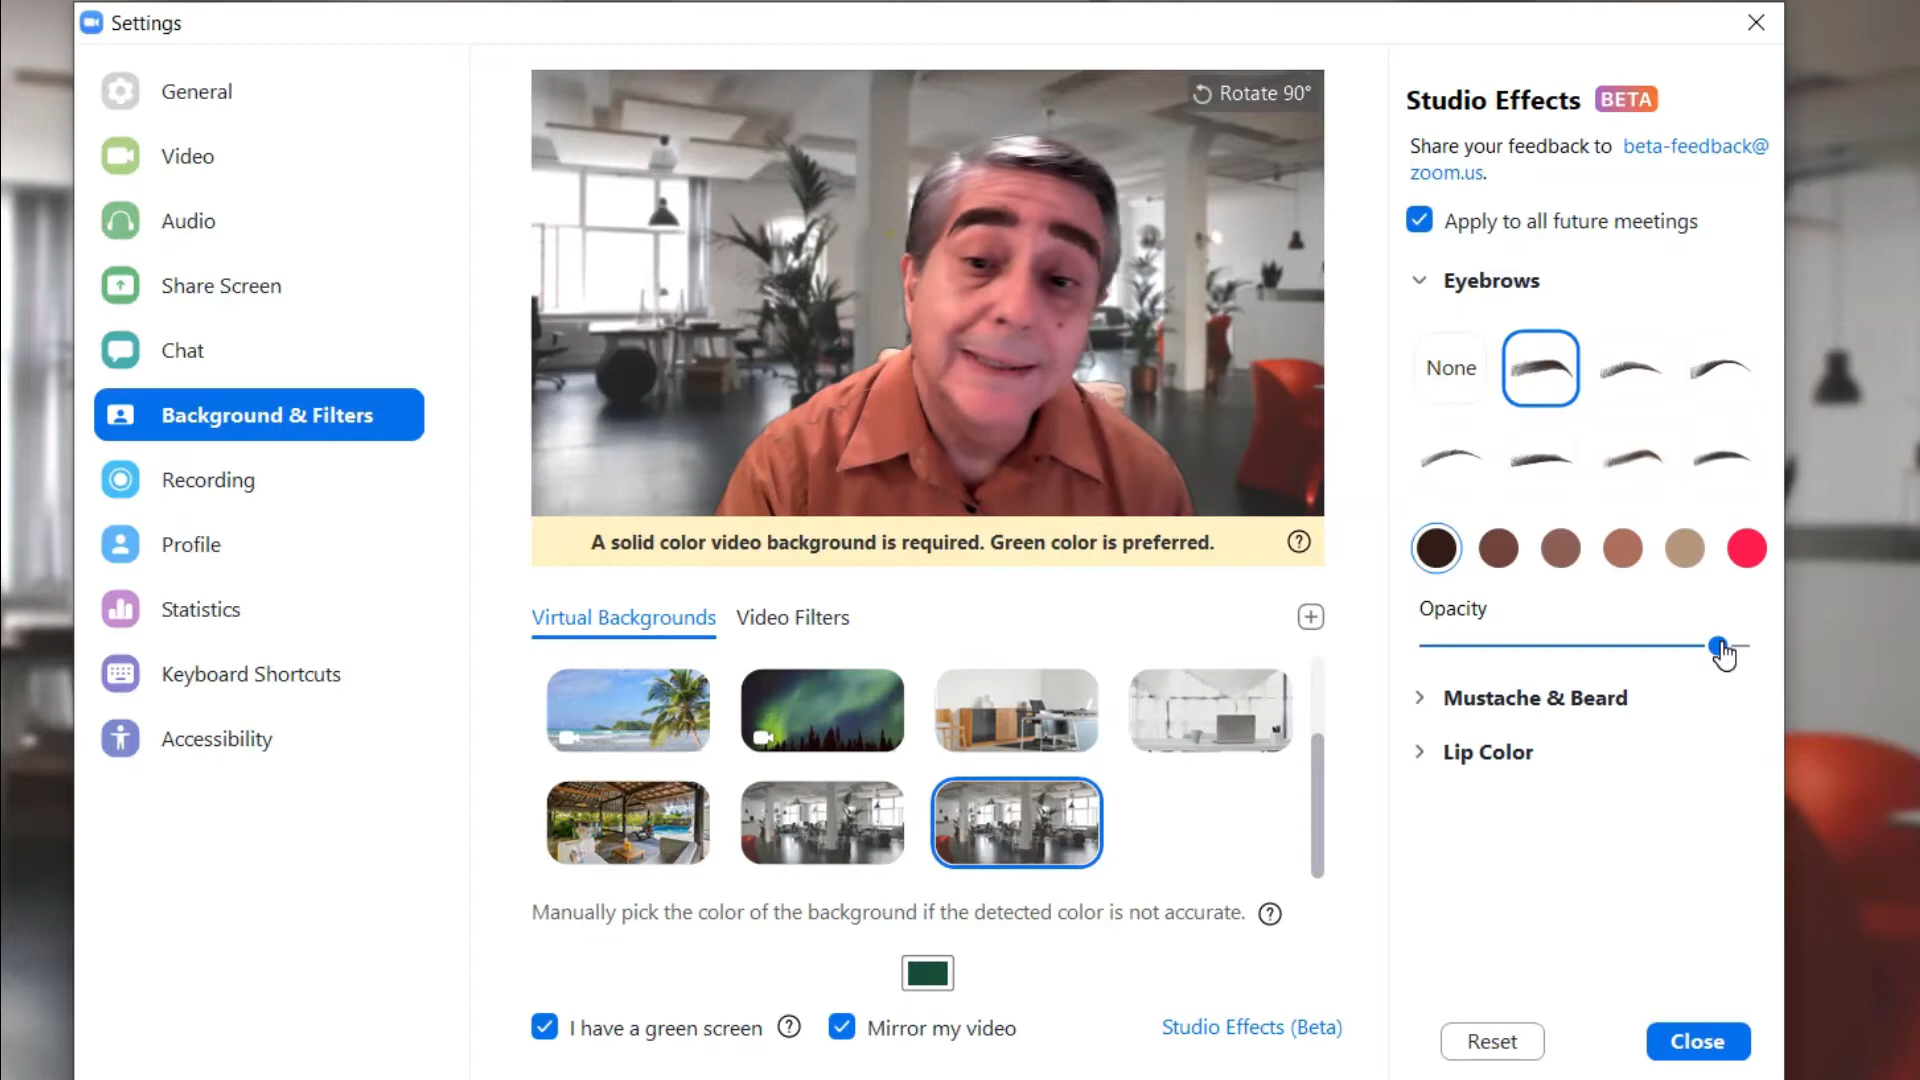 Settings
General
Video
Audio
Share Screen
Chat
Background & Filters
Recording
Profile
Statistics
Keyboard Shortcuts
Accessibility
Rotate 90°
A solid color video background is required. Green color is preferred.
Virtual Backgrounds
Video Filters
Manually pick the color of the background if the detected color is not accurate.
I have a green screen
Mirror my video
Studio Effects (Beta)
Studio Effects BETA
Share your feedback to beta-feedback@
zoom.us.
Apply to all future meetings
Eyebrows
None
Opacity
Mustache & Beard
Lip Color
Reset
Close